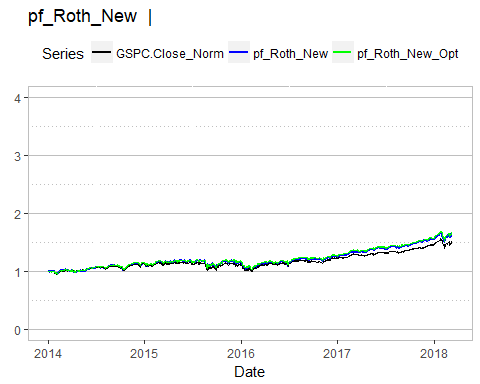 pf_Roth_New |
Series GSPC.Close_Norm pf_Roth_New pf_Roth_New_Opt
4
3
2
1
0
2014 2015 2016 2017 2018
Date